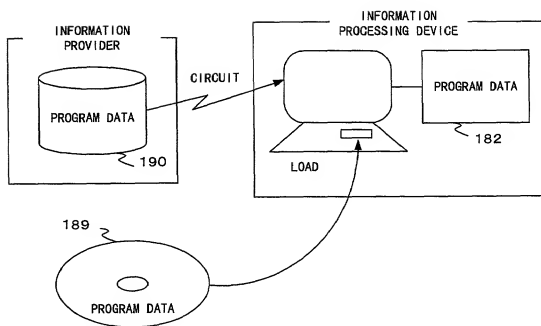 INFORMATION
PROVIDER
PROGRAM DATA
190
CIRCUIT
INFORMATION
PROCESSING DEVICE
PROGRAM DATA
182
LOAD
189
PROGRAM DATA